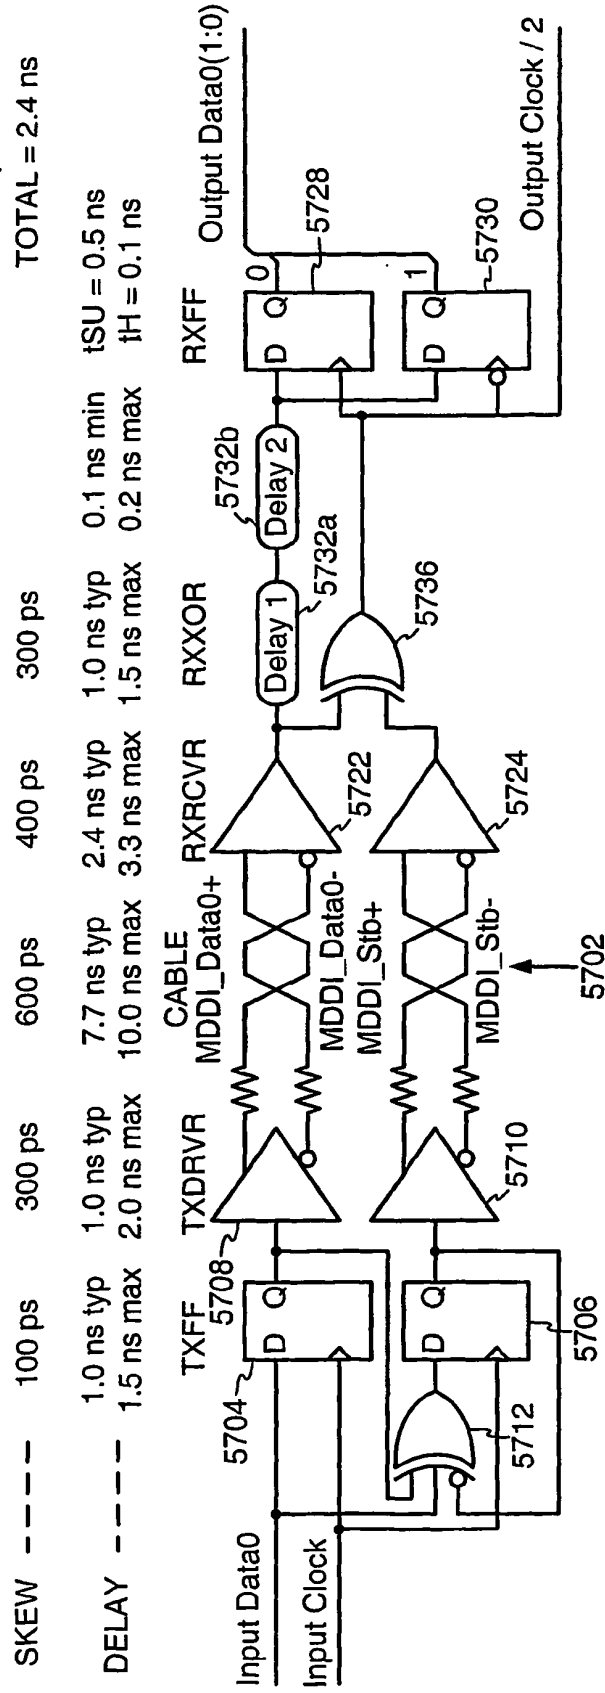 SKEW ---- 100 ps 300 ps 600 ps 400 ps 300 ps TOTAL = 2.4 ns
DELAY ---- 1.0 ns typ 1.0 ns typ 7.7 ns typ 2.4 ns typ 1.0 ns typ 0.1 ns min tSU = 0.5 ns
1.5 ns max 2.0 ns max 10.0 ns max 3.3 ns max 1.5 ns max 0.2 ns max tH = 0.1 ns
TXFF TXDRVR CABLE RXRCVR RXXOR RXFF
MDDI_Data0+
5704
5708
5732b
Output Data0(1:0)
Input Data0
D Q
Delay 1
Delay 2
D Q
0
5728
5722
5732a
Input Clock
MDDI_Data0-
MDDI_Stb+
5736
1
D Q
D Q
5712
5706
5710
MDDI_Stb-
5724
5730
Output Clock / 2
5702